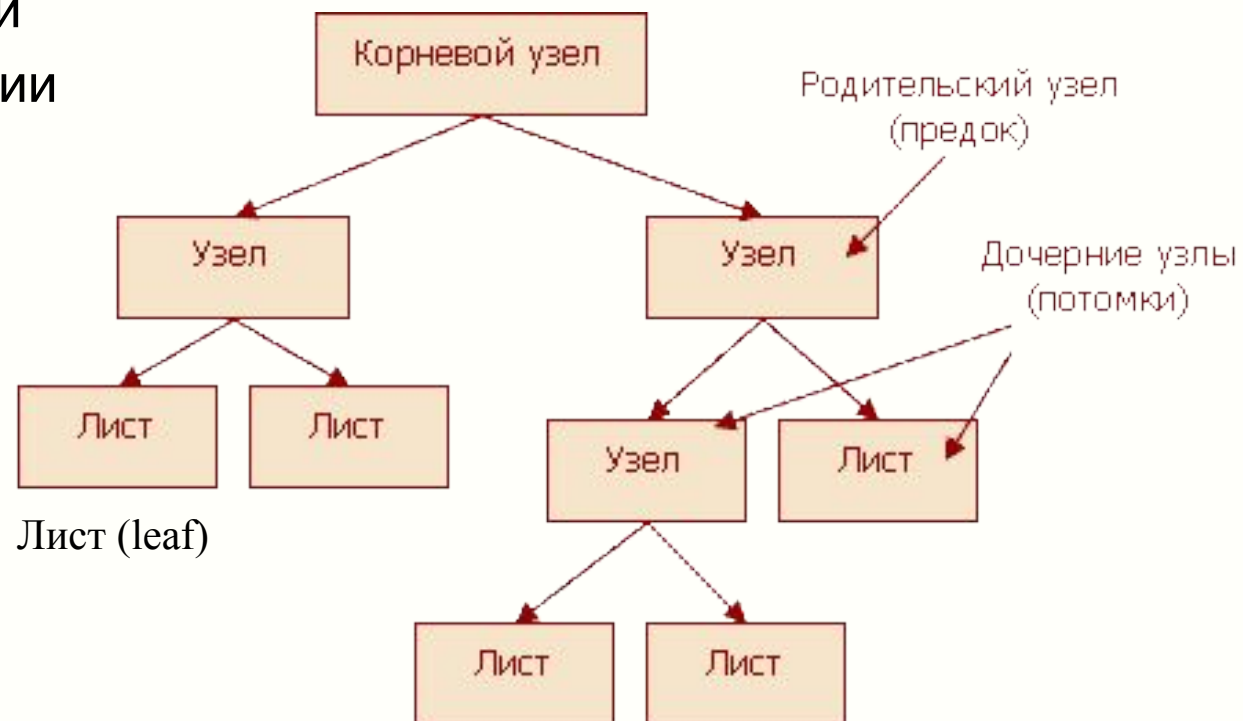 Корневой узел
Родительский узел
(предок)
Узел
Узел
Дочерние узлы
(потомки)
Лист
Лист
Узел
Лист
Лист (leaf)
Лист
Лист